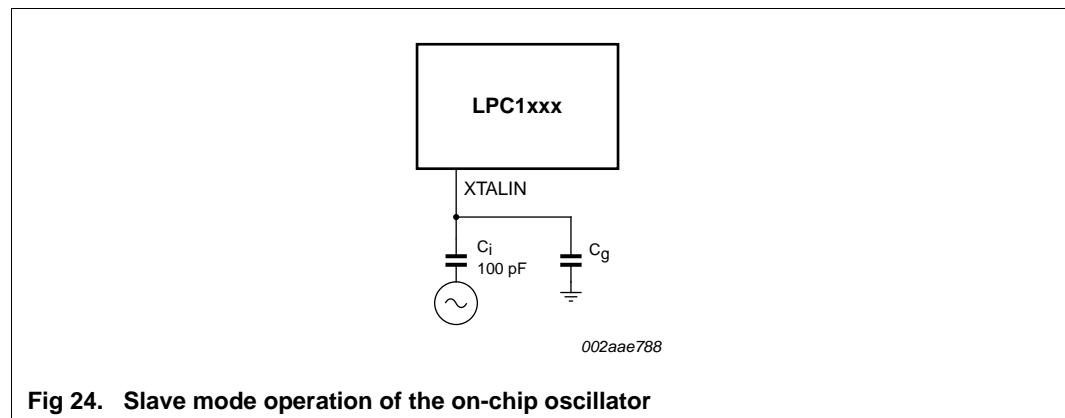 LPC1xxx
XTALIN
Ci
100 pF
Cg
002aae788
Fig 24. Slave mode operation of the on-chip oscillator